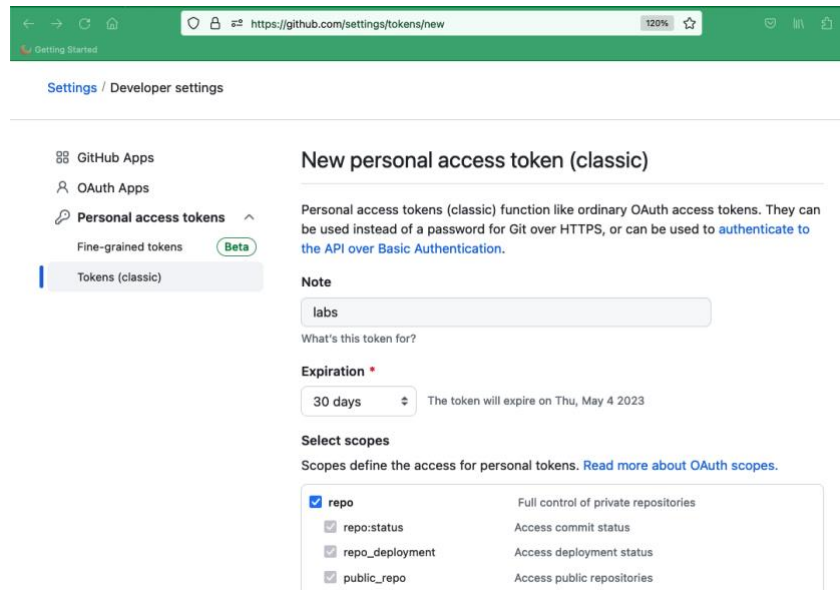 https://github.com/settings/tokens/new
120%
Getting Started
Settings / Developer settings
GitHub Apps
OAuth Apps
Personal access tokens
Fine-grained tokens
Beta
Tokens (classic)
New personal access token (classic)
Personal access tokens (classic) function like ordinary OAuth access tokens. They can
be used instead of a password for Git over HTTPS, or can be used to authenticate to
the API over Basic Authentication.
Note
labs
What's this token for?
Expiration *
30 days
The token will expire on Thu, May 4 2023
Select scopes
Scopes define the access for personal tokens. Read more about OAuth scopes.
repo Full control of private repositories
repo:status Access commit status
repo_deployment Access deployment status
public_repo Access public repositories